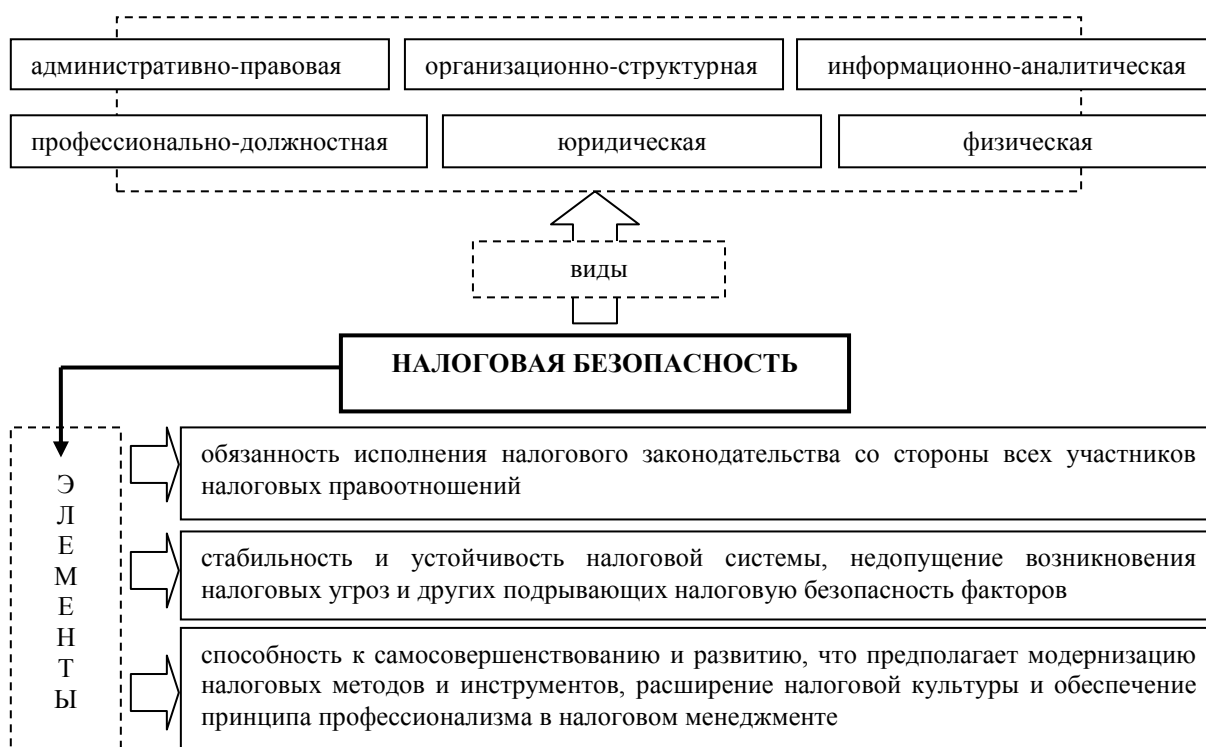 административно-правовая
организационно-структурная
информационно-аналитическая
профессионально-должностная
юридическая
физическая
виды
НАЛОГОВАЯ БЕЗОПАСНОСТЬ
Э
Л
Е
М
Е
Н
Т
Ы
обязанность исполнения налогового законодательства со стороны всех участников
налоговых правоотношений
стабильность и устойчивость налоговой системы, недопущение возникновения
налоговых угроз и других подрывающих налоговую безопасность факторов
способность к самосовершенствованию и развитию, что предполагает модернизацию
налоговых методов и инструментов, расширение налоговой культуры и обеспечение
принципа профессионализма в налоговом менеджменте